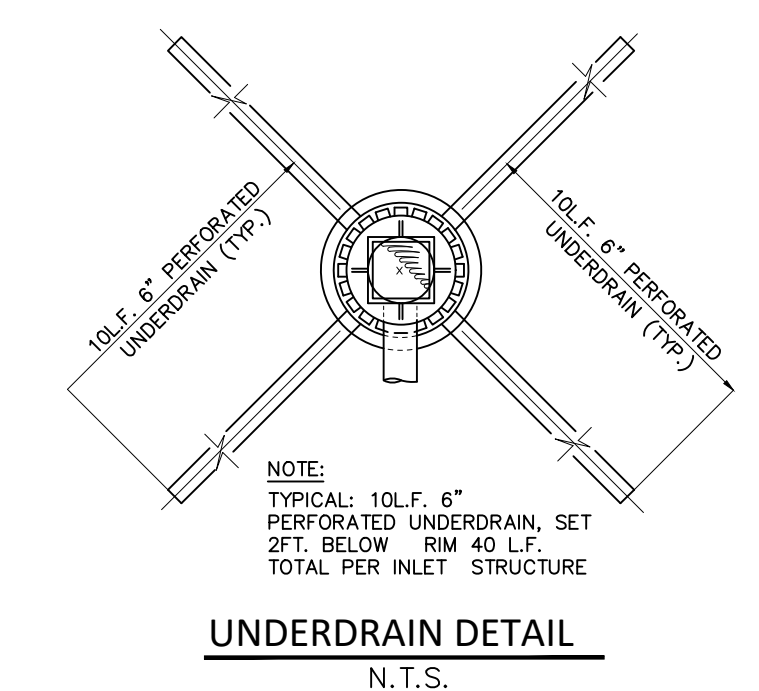 10L.F. 6” PERFORATED
UNDERDRAIN (TYP.)
10L.F. 6” PERFORATED
UNDERDRAIN (TYP.)
X
NOTE:
TYPICAL: 10L.F. 6”
PERFORATED UNDERDRAIN, SET
2FT. BELOW RIM 40 L.F.
TOTAL PER INLET STRUCTURE
UNDERDRAIN DETAIL
N.T.S.